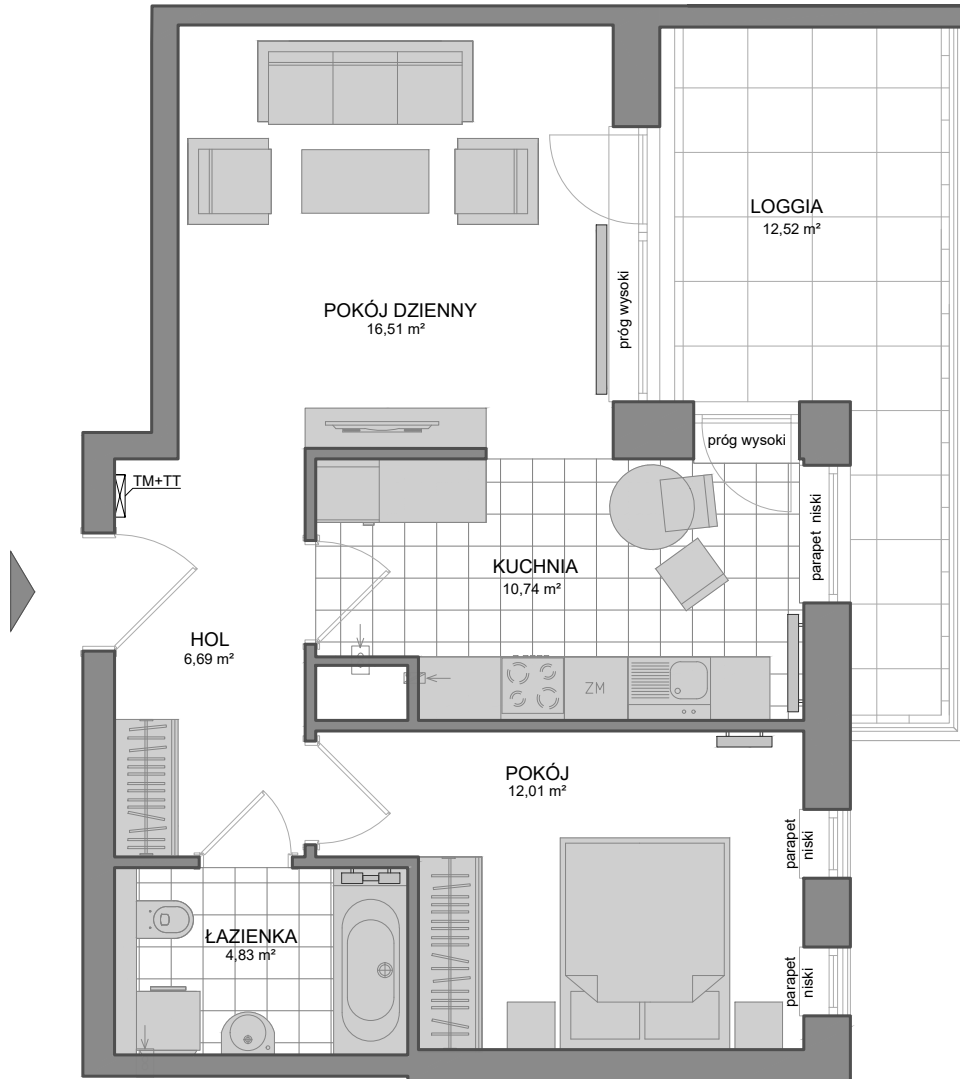 LOGGIA
12,52 m²
POKÓJ DZIENNY
16,51 m²
próg wysoki
próg wysoki
TM+TT
parapet niski
KUCHNIA
10,74 m²
HOL
6,69 m²
ZM
POKÓJ
12,01 m²
parapet
niski
ŁAZIENKA
4,83 m²
parapet
niski